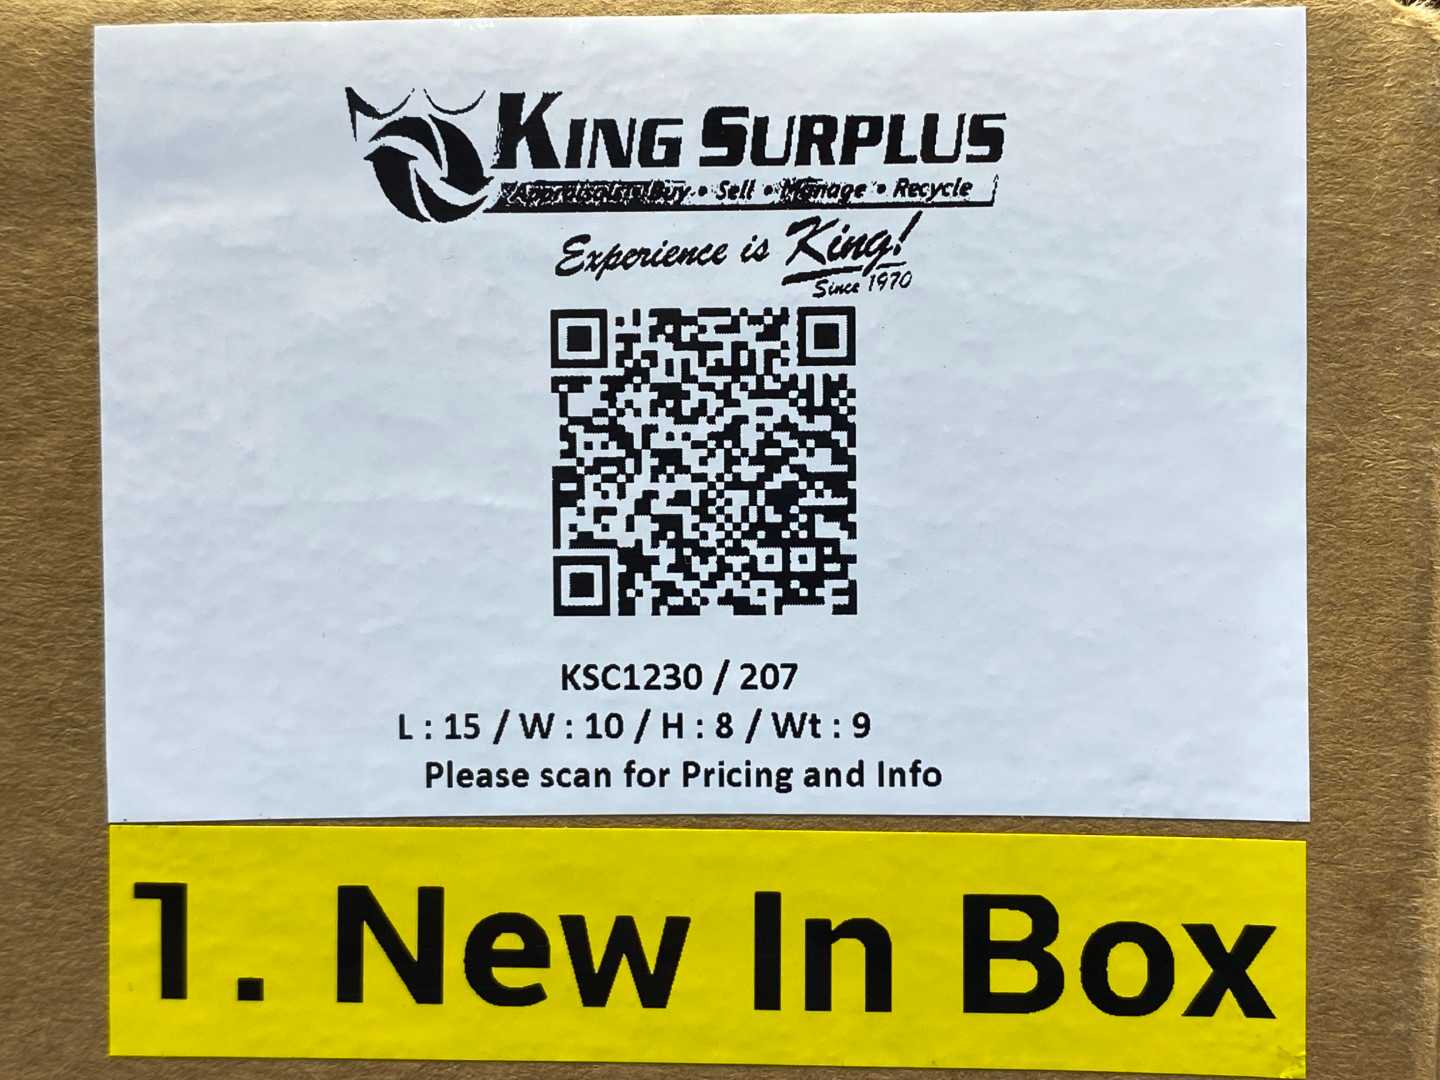 KING SURPLUS
Buy • Sell • Manage • Recycle
Experience is King!
Since 1970
KSC1230 / 207
L : 15 / W : 10 / H : 8 / Wt : 9
Please scan for Pricing and Info
1. New In Box